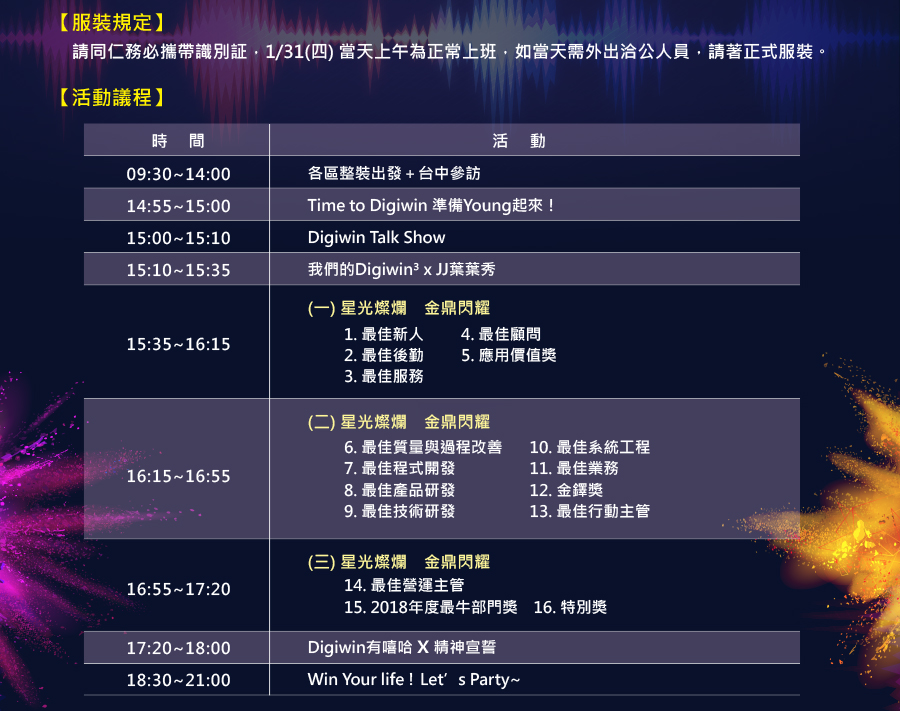 【服裝規定】
請同仁務必攜帶識別証，1/31(四) 當天上午為正常上班，如當天需外出洽公人員，請著正式服裝。
【活動議程】
時 間 活 動
09:30~14:00 各區整裝出發 + 台中參訪
14:55~15:00 Time to Digiwin 準備Young起來！
15:00~15:10 Digiwin Talk Show
15:10~15:35 我們的Digiwin³ x JJ葉葉秀
15:35~16:15
(一) 星光燦爛 金鼎閃耀
1. 最佳新人 4. 最佳顧問
2. 最佳後勤 5. 應用價值獎
3. 最佳服務
16:15~16:55
(二) 星光燦爛 金鼎閃耀
6. 最佳質量與過程改善 10. 最佳系統工程
7. 最佳程式開發 11. 最佳業務
8. 最佳產品研發 12. 金鐸獎
9. 最佳技術研發 13. 最佳行動主管
16:55~17:20
(三) 星光燦爛 金鼎閃耀
14. 最佳營運主管
15. 2018年度最牛部門獎 16. 特別獎
17:20~18:00 Digiwin有嘻哈 X 精神宣誓
18:30~21:00 Win Your life！Let’s Party~